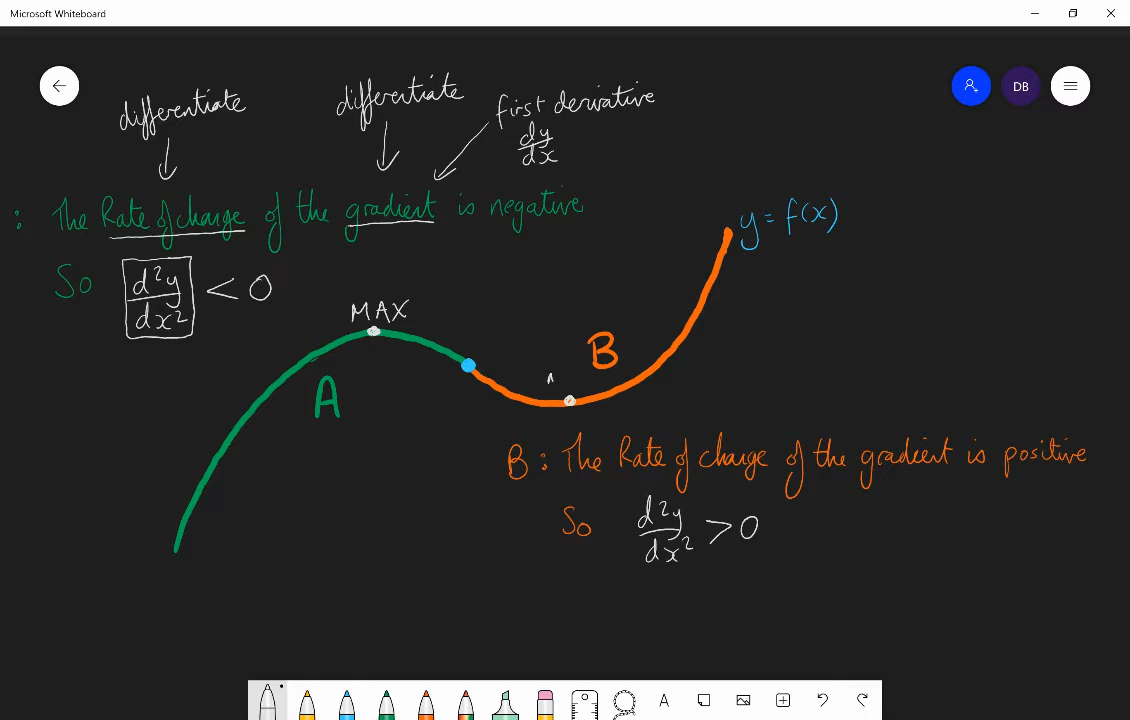 Microsoft Whiteboard
differentiate
differentiate
first derivative
dy/dx
DB
: The Rate of change of the gradient is negative
y = f(x)
So d²y/dx² < 0
MAX
A
B
B : The Rate of change of the gradient is positive
So d²y/dx² > 0
A